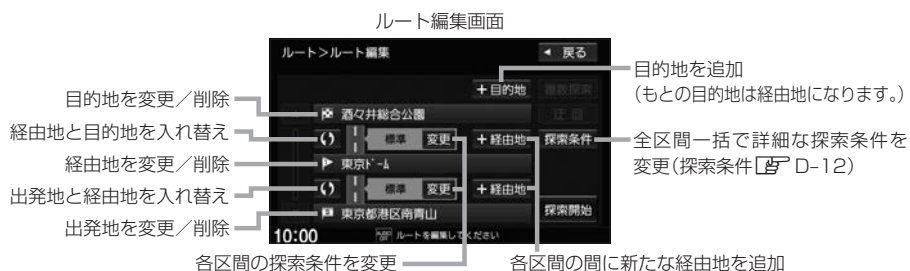 ルート編集画面
ルート>ルート編集
◀ 戻る
+目的地
複数探索
目的地を追加
(もとの目的地は経由地になります。)
目的地を変更／削除
酒々井総合公園
迂回
経由地と目的地を入れ替え
標準
変更
+経由地
探索条件
全区間一括で詳細な探索条件を
変更(探索条件 D-12)
経由地を変更／削除
東京ドーム
出発地と経由地を入れ替え
標準
変更
+経由地
出発地を変更／削除
東京都港区南青山
探索開始
10:00
ルートを編集してください
各区間の探索条件を変更
各区間の間に新たな経由地を追加